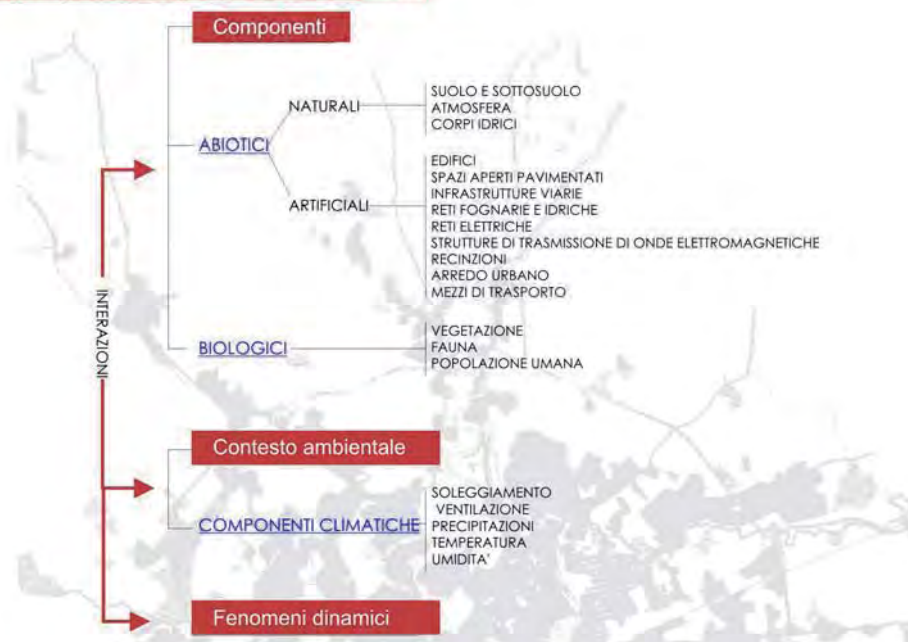 Componenti
NATURALI
SUOLO E SOTTOSUOLO
ATMOSFERA
CORPI IDRICI
ABIOTICI
ARTIFICIALI
EDIFICI
SPAZI APERTI PAVIMENTATI
INFRASTRUTTURE VIARIE
RETI FOGNARIE E IDRICHE
RETI ELETTRICHE
STRUTTURE DI TRASMISSIONE DI ONDE ELETTROMAGNETICHE
RECINZIONI
ARREDO URBANO
MEZZI DI TRASPORTO
INTERAZIONI
BIOLOGICI
VEGETAZIONE
FAUNA
POPOLAZIONE UMANA
Contesto ambientale
COMPONENTI CLIMATICHE
SOLEGGIAMENTO
VENTILAZIONE
PRECIPITAZIONI
TEMPERATURA
UMIDITA'
Fenomeni dinamici